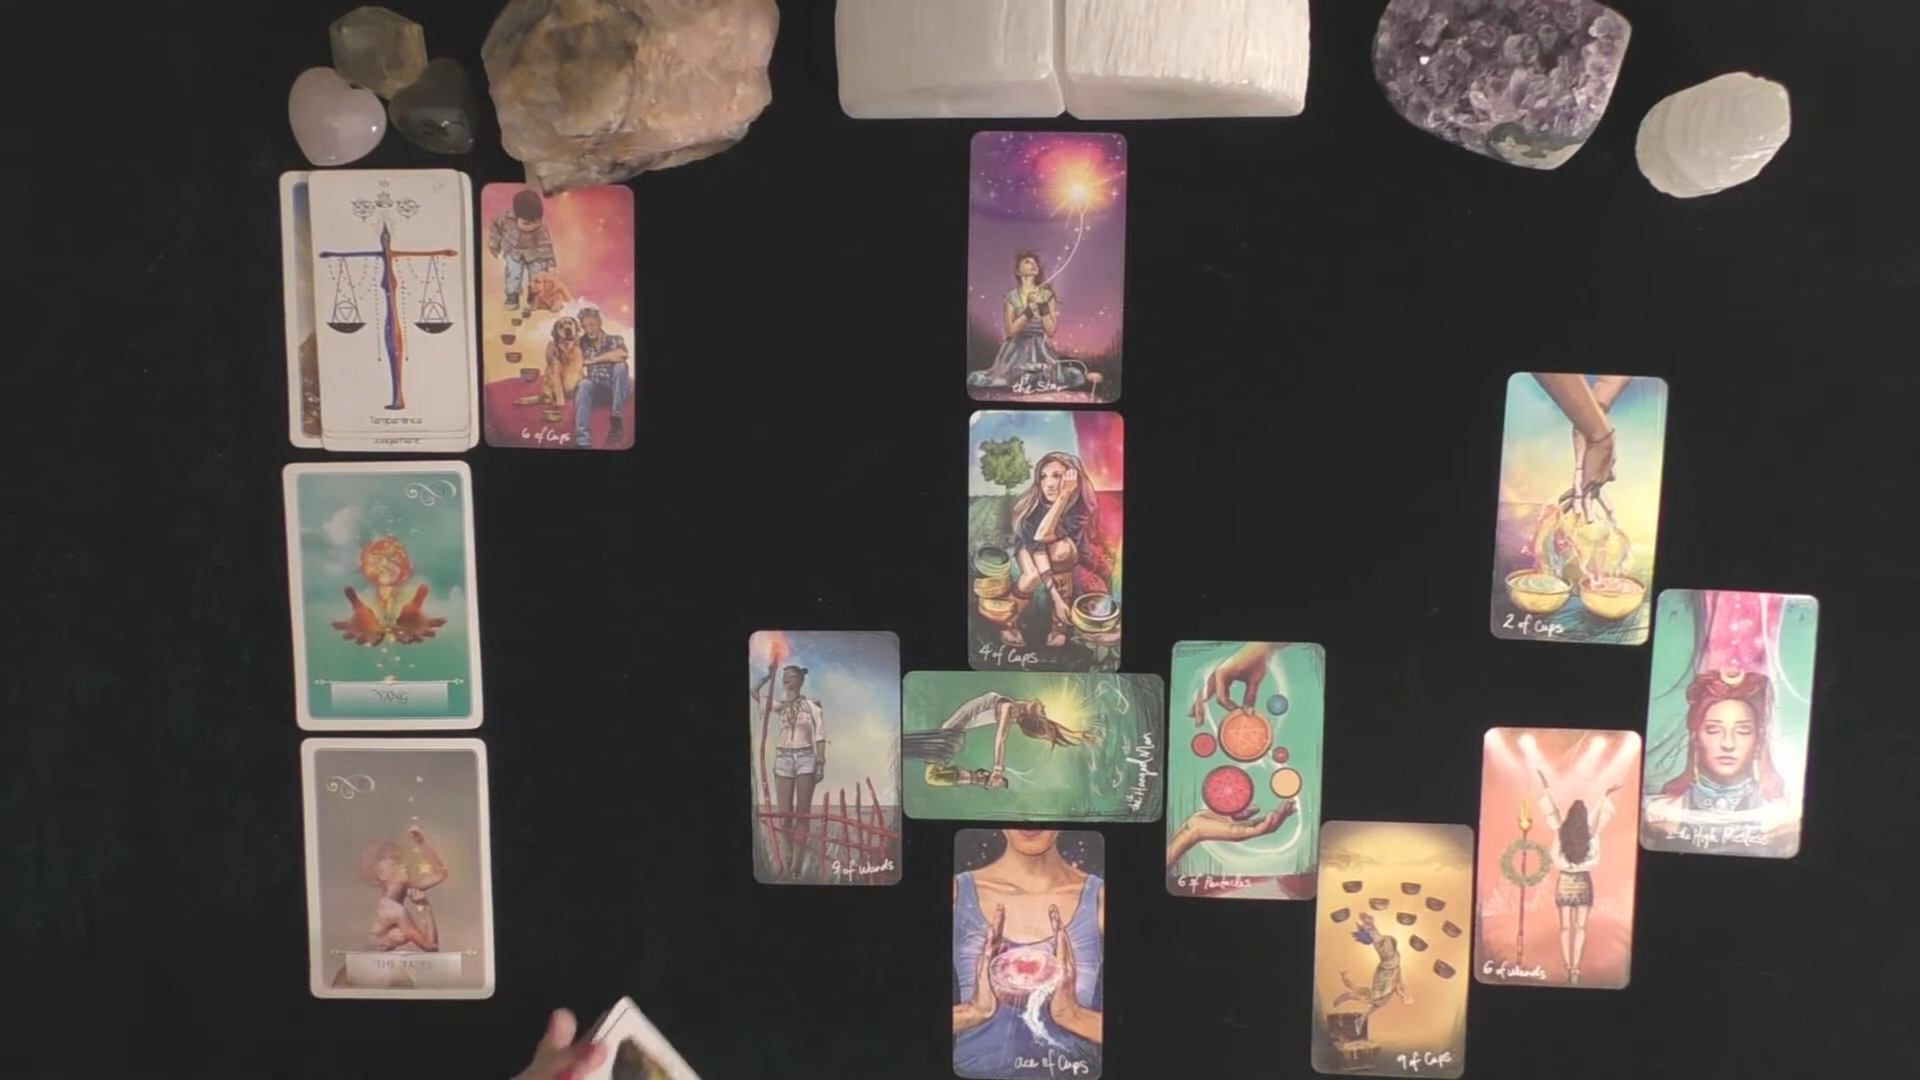 XIV
Temperance
Judgement
6 of Cups
YANG
the Star
4 of Cups
9 of Wands
the Hanged Man
6 of Pentacles
ace of Cups
2 of Cups
the High Priestess
6 of Wands
9 of Cups